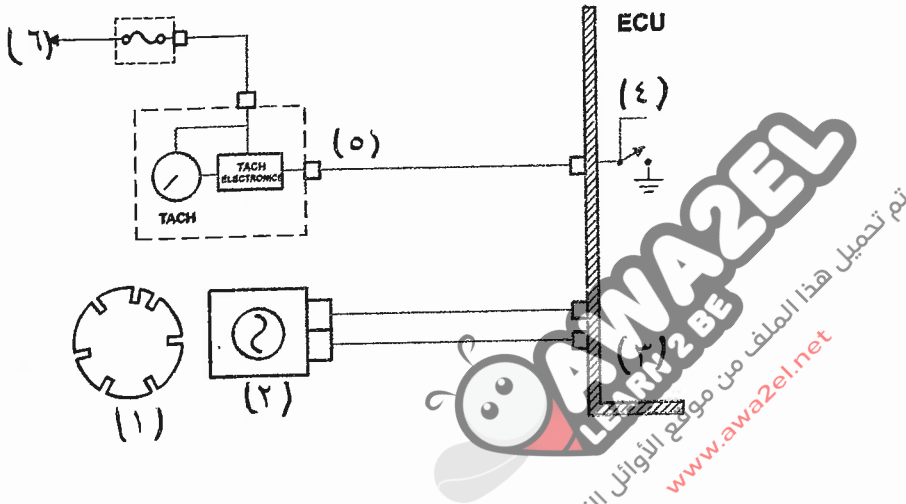 ECU
(٦)
(٤)
(٥)
TACH
ELECTRONICS
TACH
(١)
(٢)
(٣)
AWA2EL
LEARN 2 BE
تم تحميل هذا الملف من موقع الأوائل
www.awa2el.net